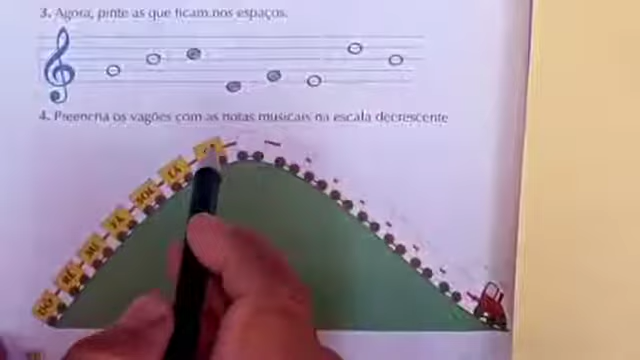 3. Agora, pinte as que ficam nos espaços.
4. Preencha os vagões com as notas musicais na escala decrescente
DÓ RÉ MI FÁ SOL LÁ